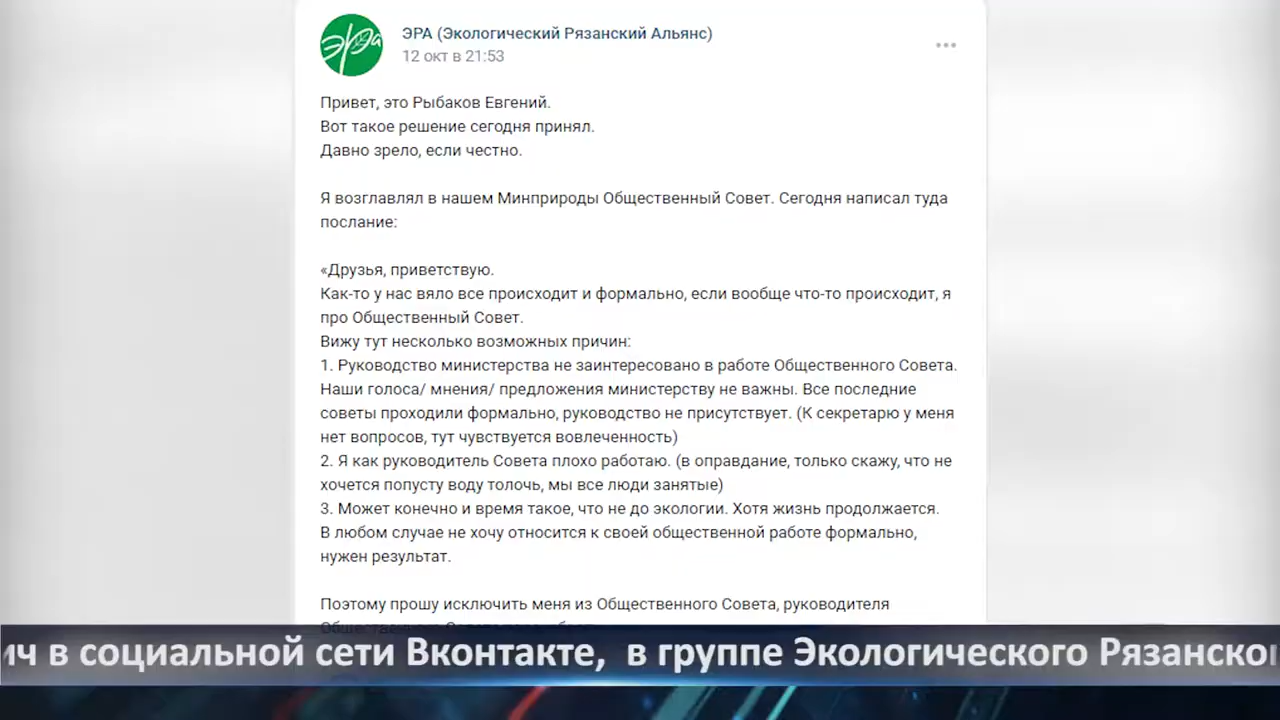 эРа
ЭРА (Экологический Рязанский Альянс)
12 окт в 21:53
Привет, это Рыбаков Евгений.
Вот такое решение сегодня принял.
Давно зрело, если честно.
Я возглавлял в нашем Минприроды Общественный Совет. Сегодня написал туда
послание:
«Друзья, приветствую.
Как-то у нас вяло все происходит и формально, если вообще что-то происходит, я
про Общественный Совет.
Вижу тут несколько возможных причин:
1. Руководство министерства не заинтересовано в работе Общественного Совета.
Наши голоса/ мнения/ предложения министерству не важны. Все последние
советы проходили формально, руководство не присутствует. (К секретарю у меня
нет вопросов, тут чувствуется вовлеченность)
2. Я как руководитель Совета плохо работаю. (в оправдание, только скажу, что не
хочется попусту воду толочь, мы все люди занятые)
3. Может конечно и время такое, что не до экологии. Хотя жизнь продолжается.
В любом случае не хочу относится к своей общественной работе формально,
нужен результат.
Поэтому прошу исключить меня из Общественного Совета, руководителя
Общественного Совета
ич в социальной сети Вконтакте, в группе Экологического Рязанског